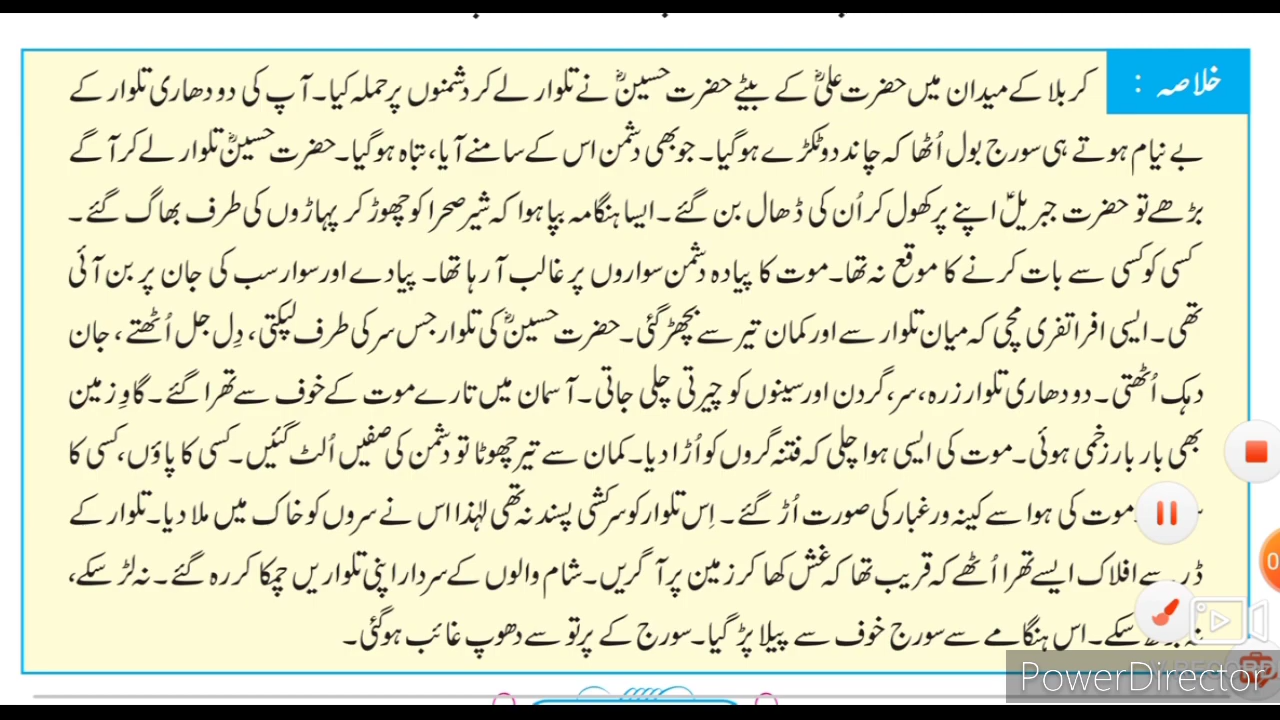 خلاصہ :
کربلا کے میدان میں حضرت علیؓ کے بیٹے حضرت حسینؓ نے تلوار لے کر دشمنوں پر حملہ کیا۔ آپ کی دو دھاری تلوار کے
بے نیام ہوتے ہی سورج بول اُٹھا کہ چاند دو ٹکڑے ہوگیا۔ جو بھی دشمن اس کے سامنے آیا، تباہ ہوگیا۔ حضرت حسینؓ تلوار لے کر آگے
بڑھے تو حضرت جبریلؑ اپنے پر کھول کر اُن کی ڈھال بن گئے۔ ایسا ہنگامہ بپا ہوا کہ شیر صحرا کو چھوڑ کر پہاڑوں کی طرف بھاگ گئے۔
کسی کو کسی سے بات کرنے کا موقع نہ تھا۔ موت کا پیادہ دشمن سواروں پر غالب آ رہا تھا۔ پیادے اور سوار سب کی جان پر بن آئی
تھی۔ ایسی افراتفری مچی کہ میان تلوار سے اور کمان تیر سے بچھڑ گئی۔ حضرت حسینؓ کی تلوار جس سر کی طرف لپکتی، دِل جل اُٹھتے، جان
دہک اُٹھتی۔ دو دھاری تلوار زرہ، سر، گردن اور سینوں کو چیرتی چلی جاتی۔ آسمان میں تارے موت کے خوف سے تھرا گئے۔ گاوِ زمین
بھی بار بار زخمی ہوئی۔ موت کی ایسی ہوا چلی کہ فتنہ گروں کو اُڑا دیا۔ کمان سے تیر چھوٹا تو دشمن کی صفیں اُلٹ گئیں۔ کسی کا پاؤں، کسی کا
موت کی ہوا سے کینہ ور غبار کی صورت اُڑ گئے۔ اِس تلوار کو سرکشی پسند نہ تھی لہٰذا اس نے سروں کو خاک میں ملا دیا۔ تلوار کے
ڈر سے افلاک ایسے تھرا اُٹھے کہ قریب تھا کہ غش کھا کر زمین پر آ گریں۔ شام والوں کے سردار اپنی تلواریں چمکا کر رہ گئے۔ نہ لڑ سکے،
نہ سکے۔ اس ہنگامے سے سورج خوف سے پیلا پڑ گیا۔ سورج کے پرتو سے دھوپ غائب ہوگئی۔
PowerDirector